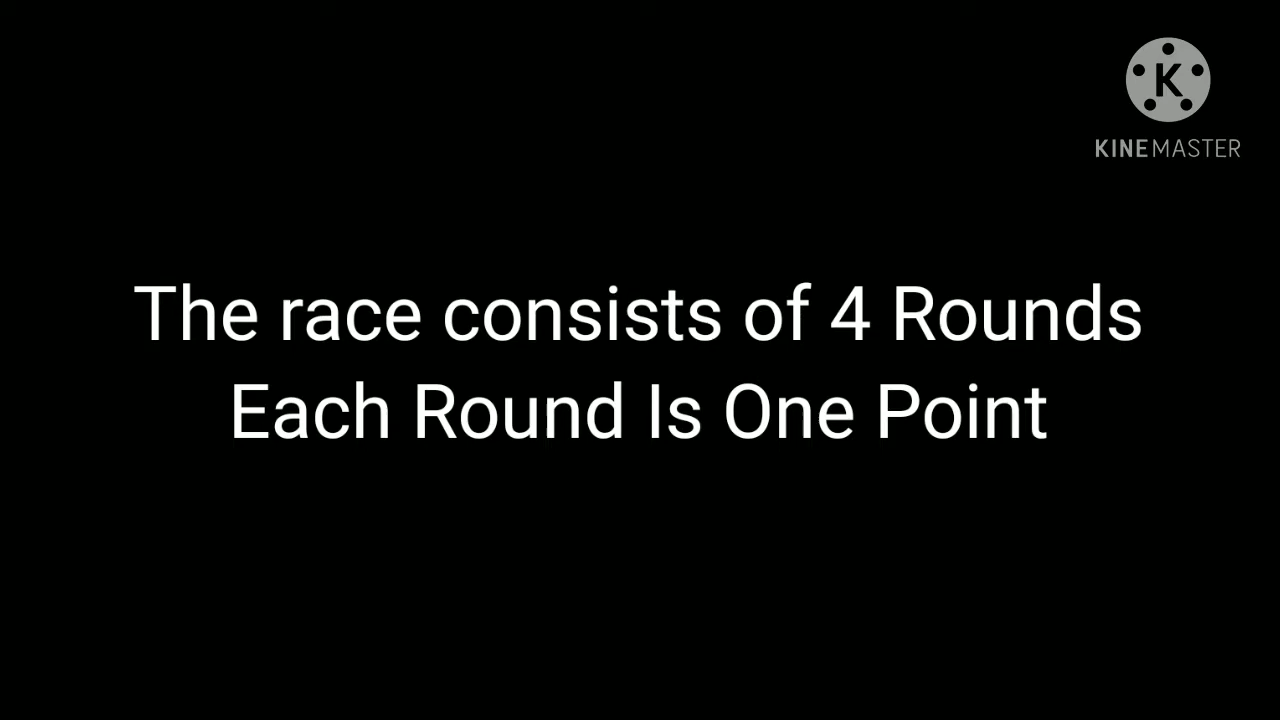 K
KINEMASTER
The race consists of 4 Rounds
Each Round Is One Point